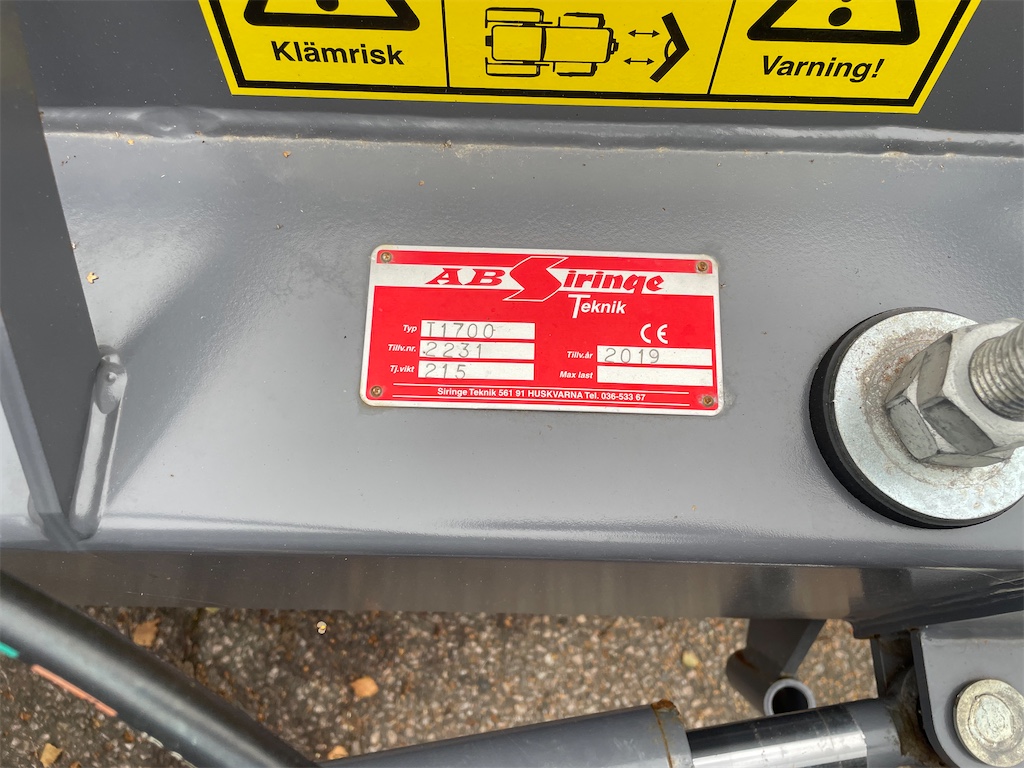 Klämrisk
Varning!
AB Siringe
Teknik
Typ T1700
Tillv.nr. 2231
Tillv.år 2019
Tj.vikt 215
Max last
CE
Siringe Teknik 561 91 HUSKVARNA Tel. 036-533 67